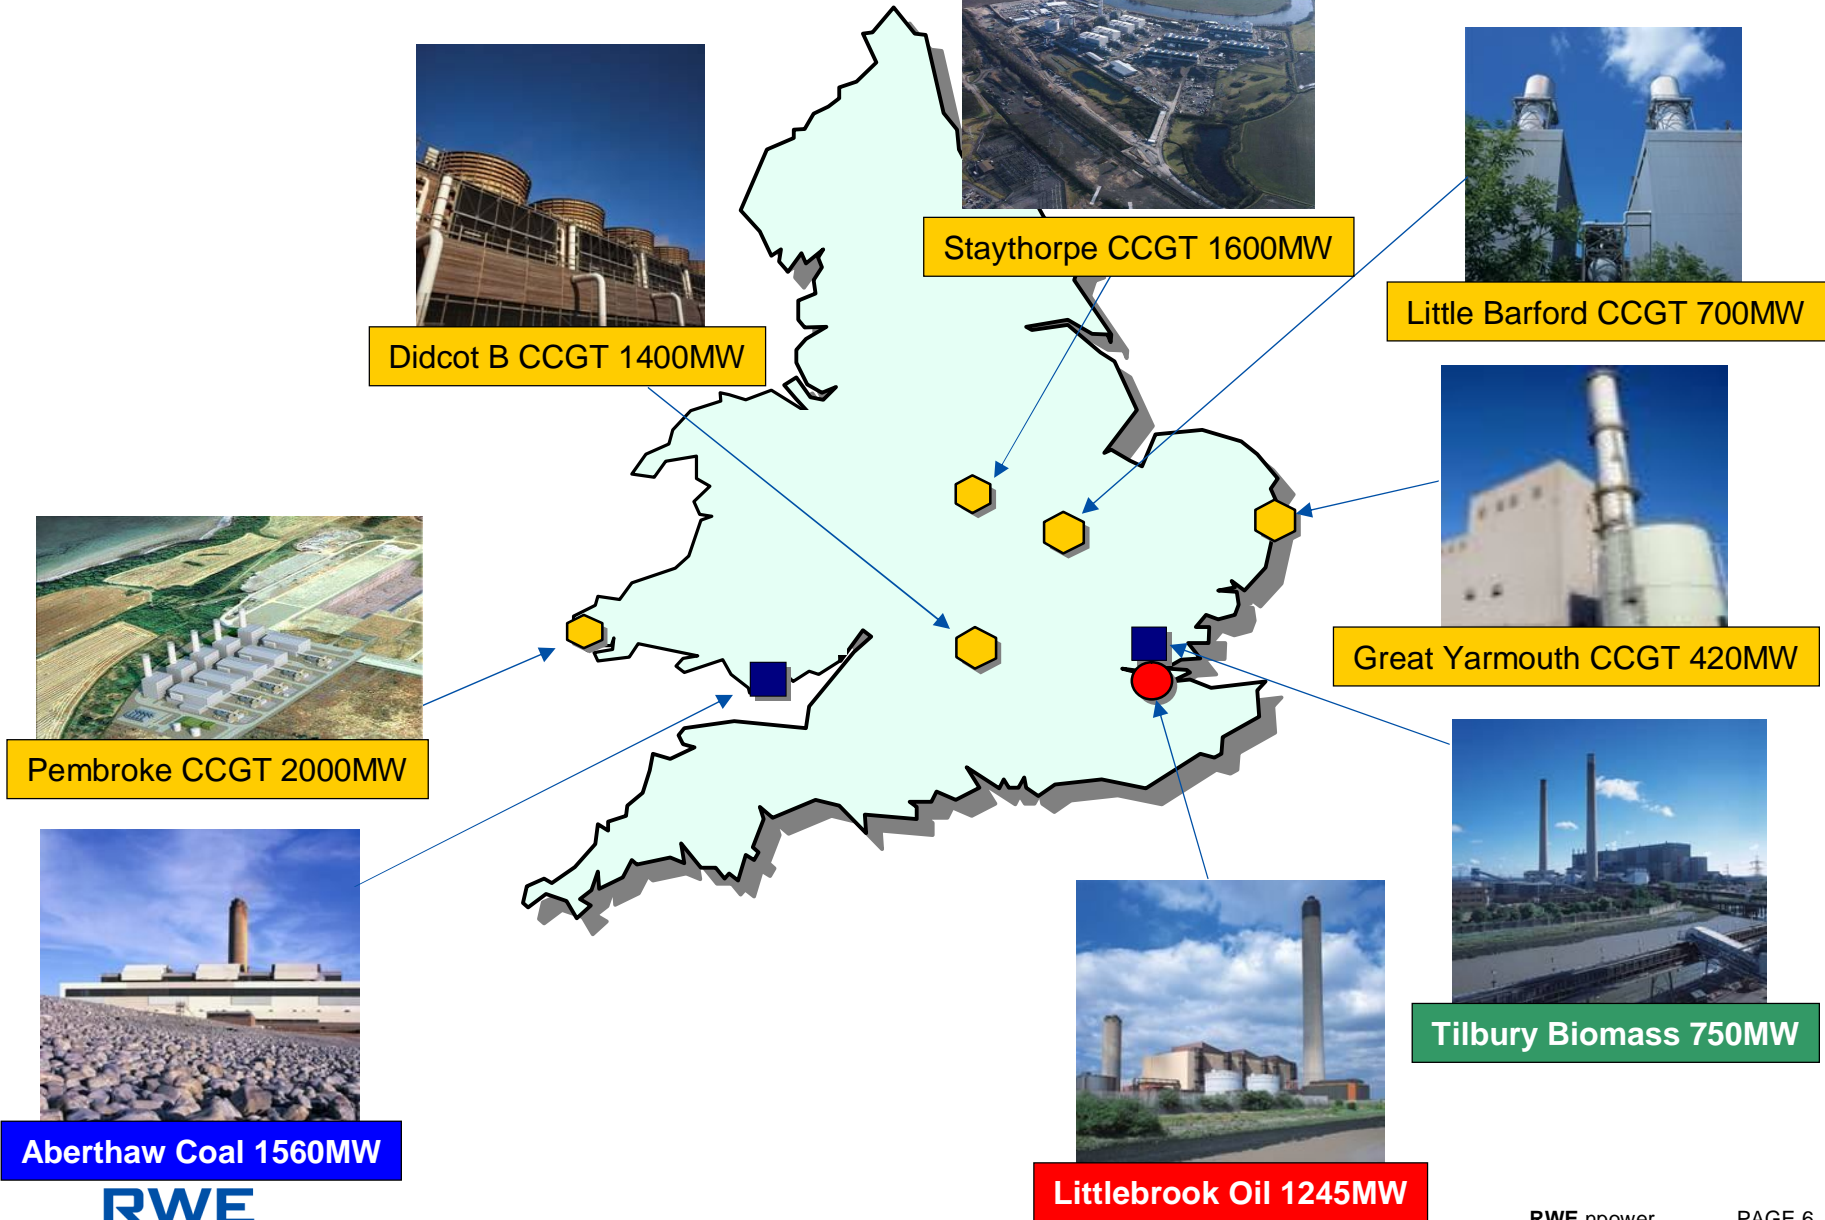 Staythorpe CCGT 1600MW
Little Barford CCGT 700MW
Didcot B CCGT 1400MW
Great Yarmouth CCGT 420MW
Pembroke CCGT 2000MW
Tilbury Biomass 750MW
Aberthaw Coal 1560MW
Littlebrook Oil 1245MW
RWE
RWE npower PAGE 6